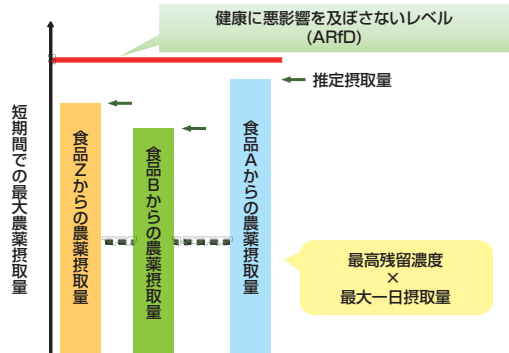 健康に悪影響を及ぼさないレベル
(ARfD)
推定摂取量
短期間での最大農薬摂取量
食品Zからの農薬摂取量
食品Bからの農薬摂取量
食品Aからの農薬摂取量
最高残留濃度
×
最大一日摂取量